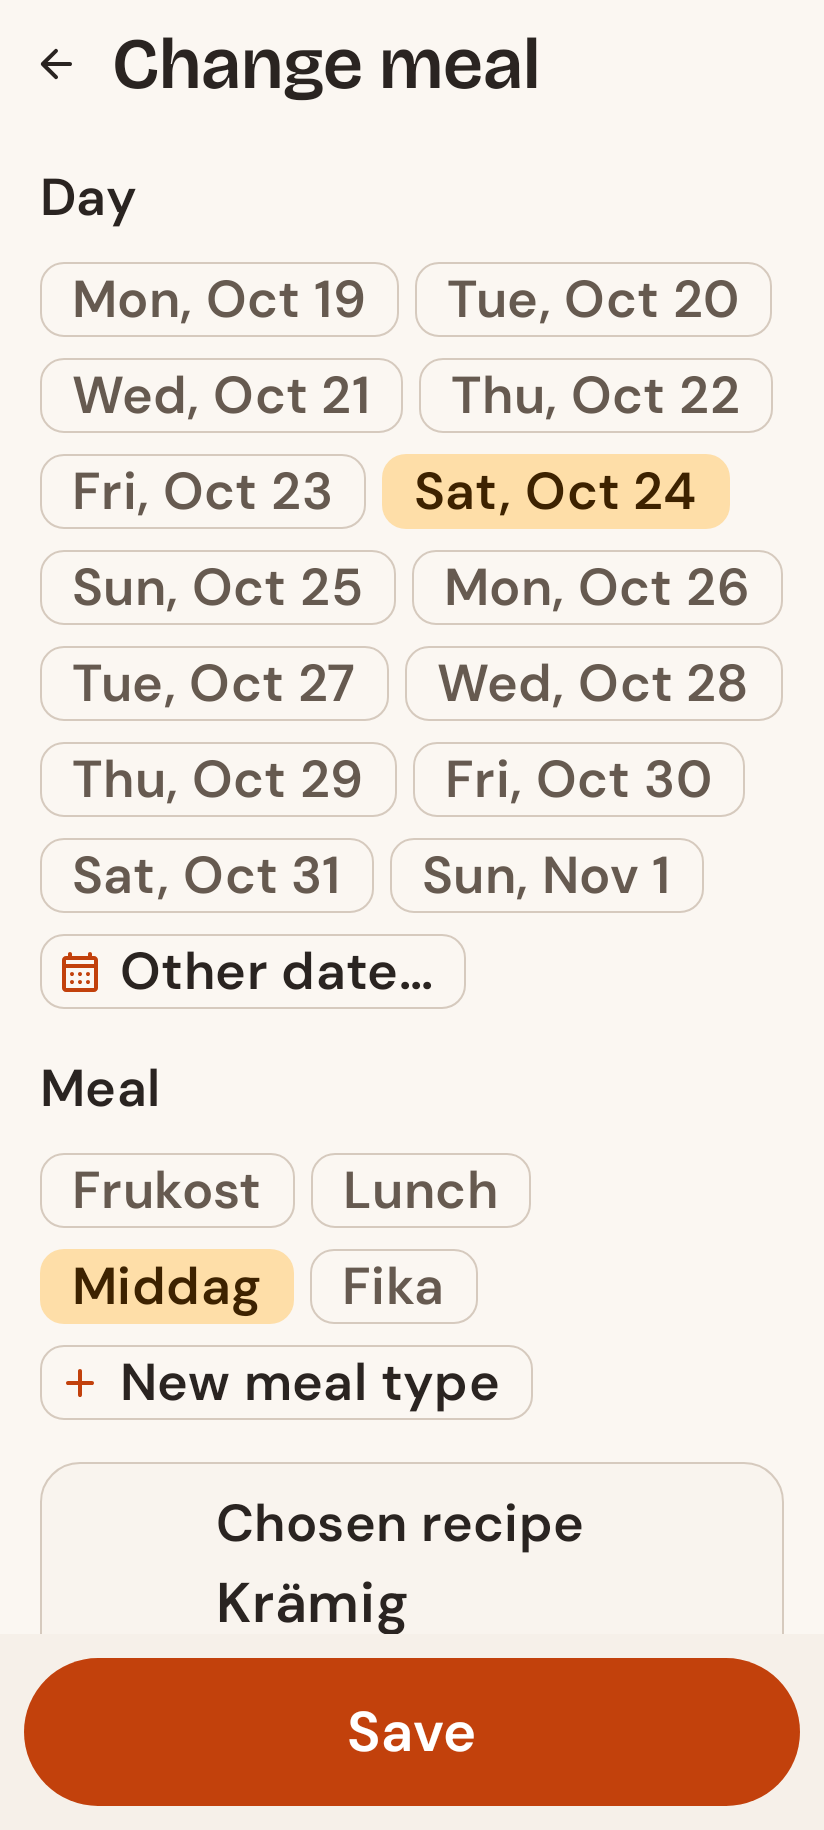 Change meal
Day
Mon, Oct 19
Tue, Oct 20
Wed, Oct 21
Thu, Oct 22
Fri, Oct 23
Sat, Oct 24
Sun, Oct 25
Mon, Oct 26
Tue, Oct 27
Wed, Oct 28
Thu, Oct 29
Fri, Oct 30
Sat, Oct 31
Sun, Nov 1
Other date...
Meal
Frukost
Lunch
Middag
Fika
New meal type
Chosen recipe
Krämig
Save